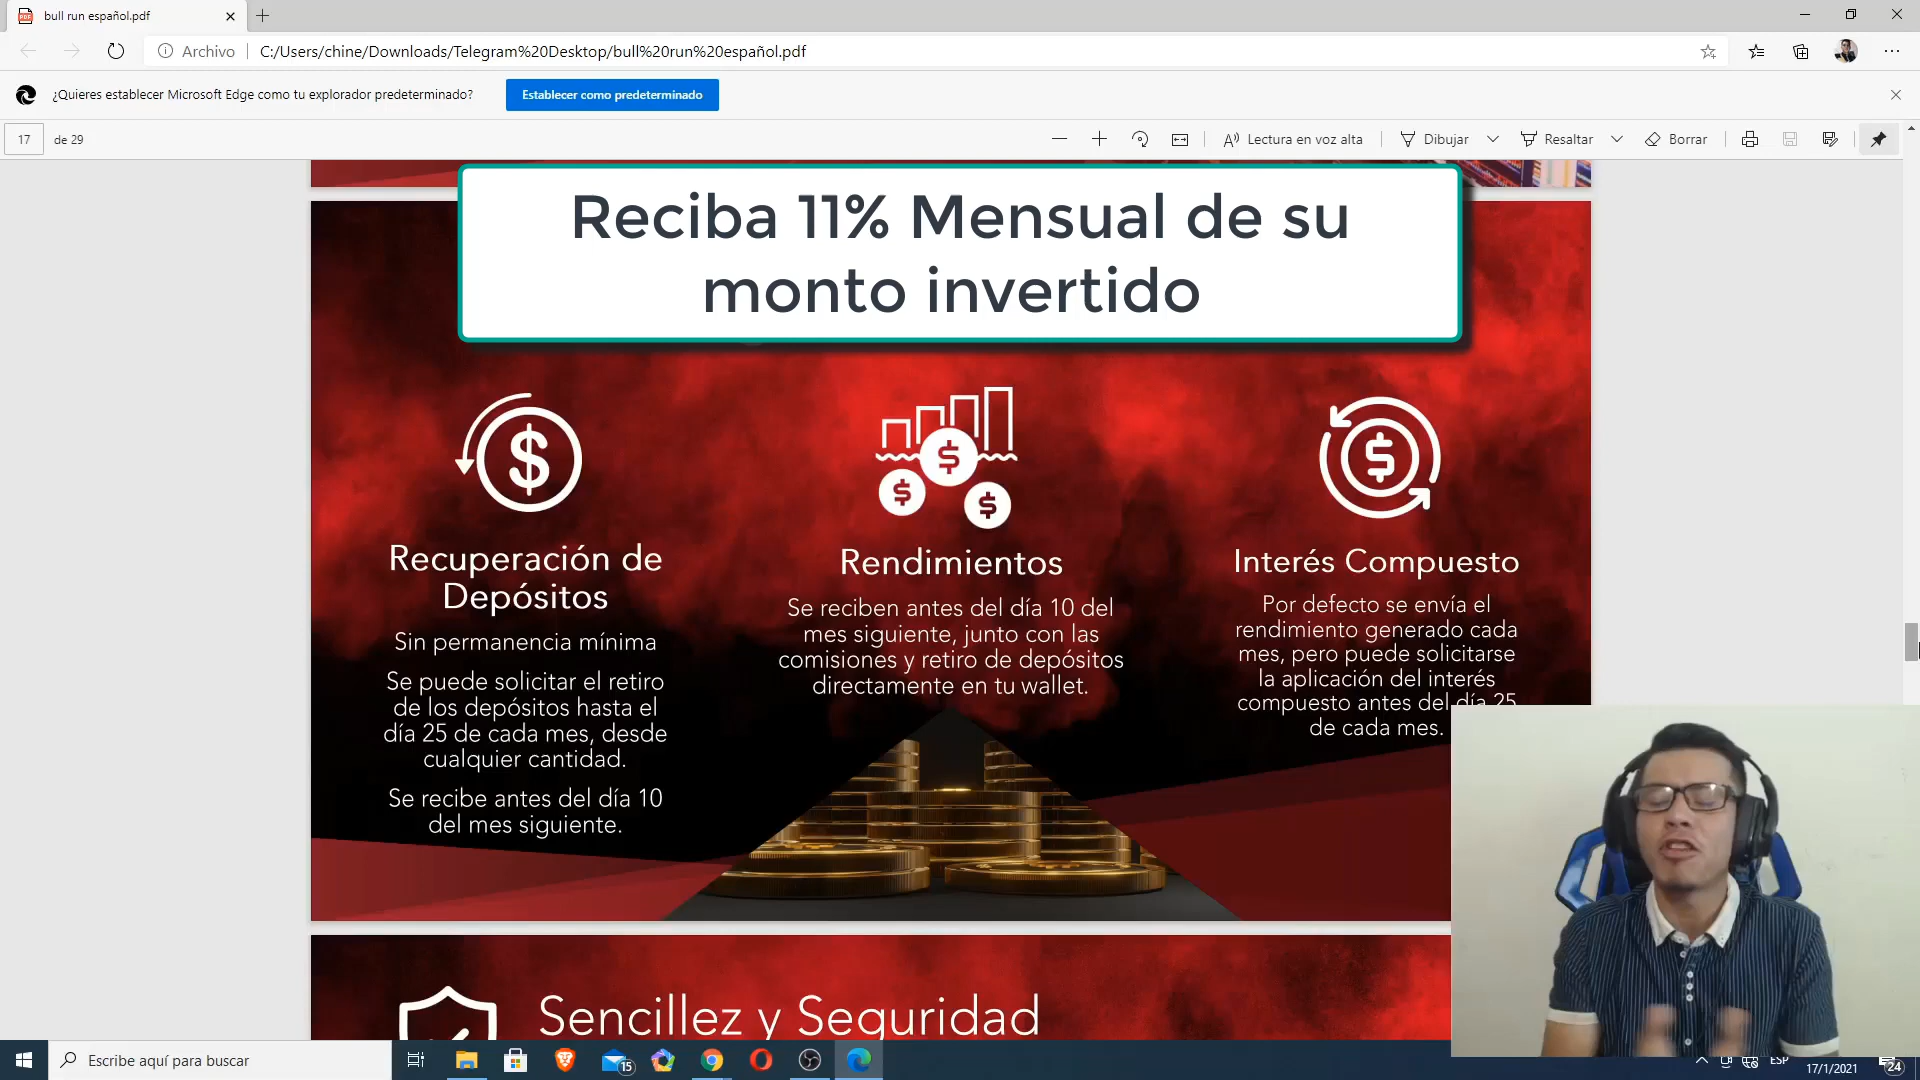 bull run español.pdf
Archivo
C:/Users/chine/Downloads/Telegram%20Desktop/bull%20run%20español.pdf
¿Quieres establecer Microsoft Edge como tu explorador predeterminado?
Establecer como predeterminado
17 de 29
Lectura en voz alta
Dibujar
Resaltar
Borrar
Reciba 11% Mensual de su
monto invertido
Recuperación de
Depósitos
Sin permanencia mínima
Se puede solicitar el retiro
de los depósitos hasta el
día 25 de cada mes, desde
cualquier cantidad.
Se recibe antes del día 10
del mes siguiente.
Rendimientos
Se reciben antes del día 10 del
mes siguiente, junto con las
comisiones y retiro de depósitos
directamente en tu wallet.
Interés Compuesto
Por defecto se envía el
rendimiento generado cada
mes, pero puede solicitarse
la aplicación del interés
compuesto antes del día 25
de cada mes.
Sencillez y Seguridad
Escribe aquí para buscar
15
ESP
17/1/2021
24